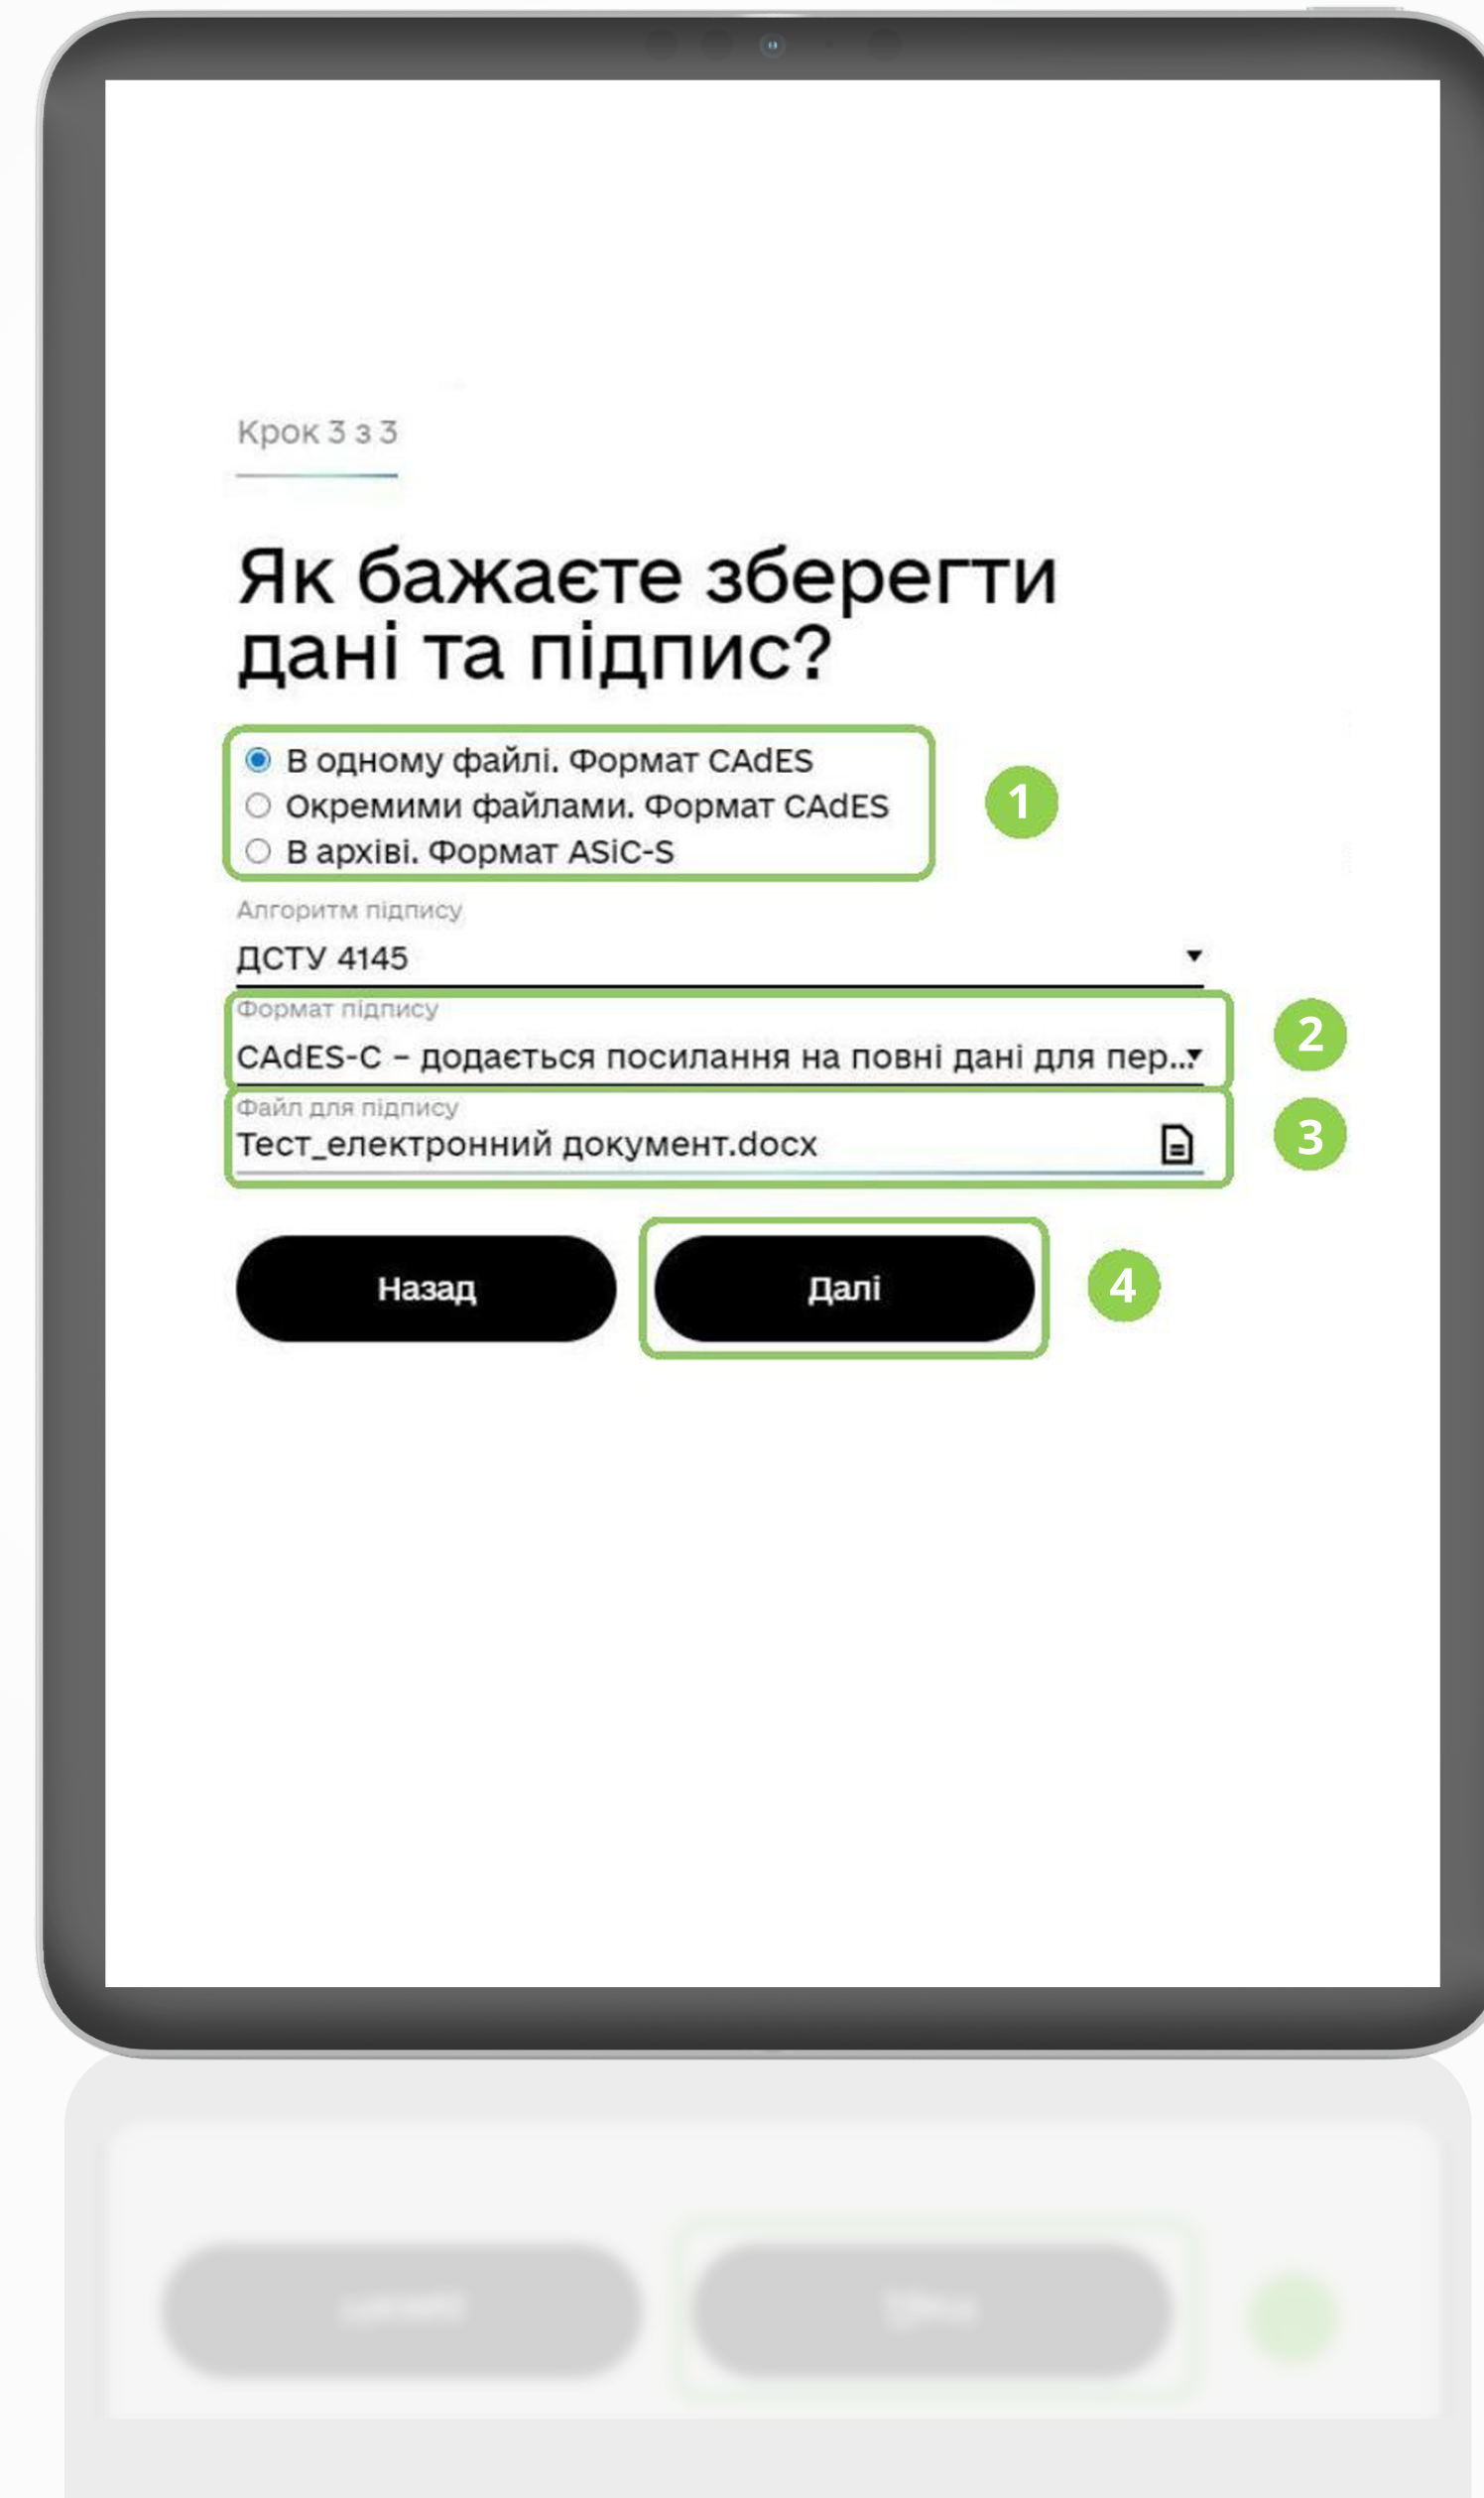 Крок 3 з 3
Як бажаєте зберегти
дані та підпис?
В одному файлі. Формат CAdES
Окремими файлами. Формат CAdES
В архіві. Формат ASiC-S
1
Алгоритм підпису
ДСТУ 4145
Формат підпису
CAdES-C – додається посилання на повні дані для пер...
2
Файл для підпису
Тест_електронний документ.docx
3
Назад
Далі
4